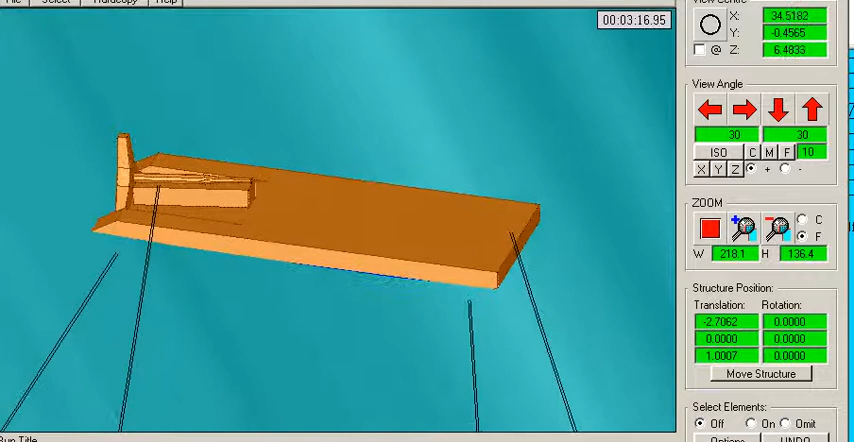 File Select Hardcopy Help
00:03:16.95
View Centre
X: 34.5182
Y: -0.4565
@ Z: 6.4833
View Angle
30 30
ISO C M F 10
X Y Z + -
ZOOM
+ - C
F
W 218.1 H 136.4
Structure Position:
Translation: Rotation:
-2.7062 0.0000
0.0000 0.0000
1.0007 0.0000
Move Structure
Select Elements:
Off On Omit
Options UNDO
Run Title